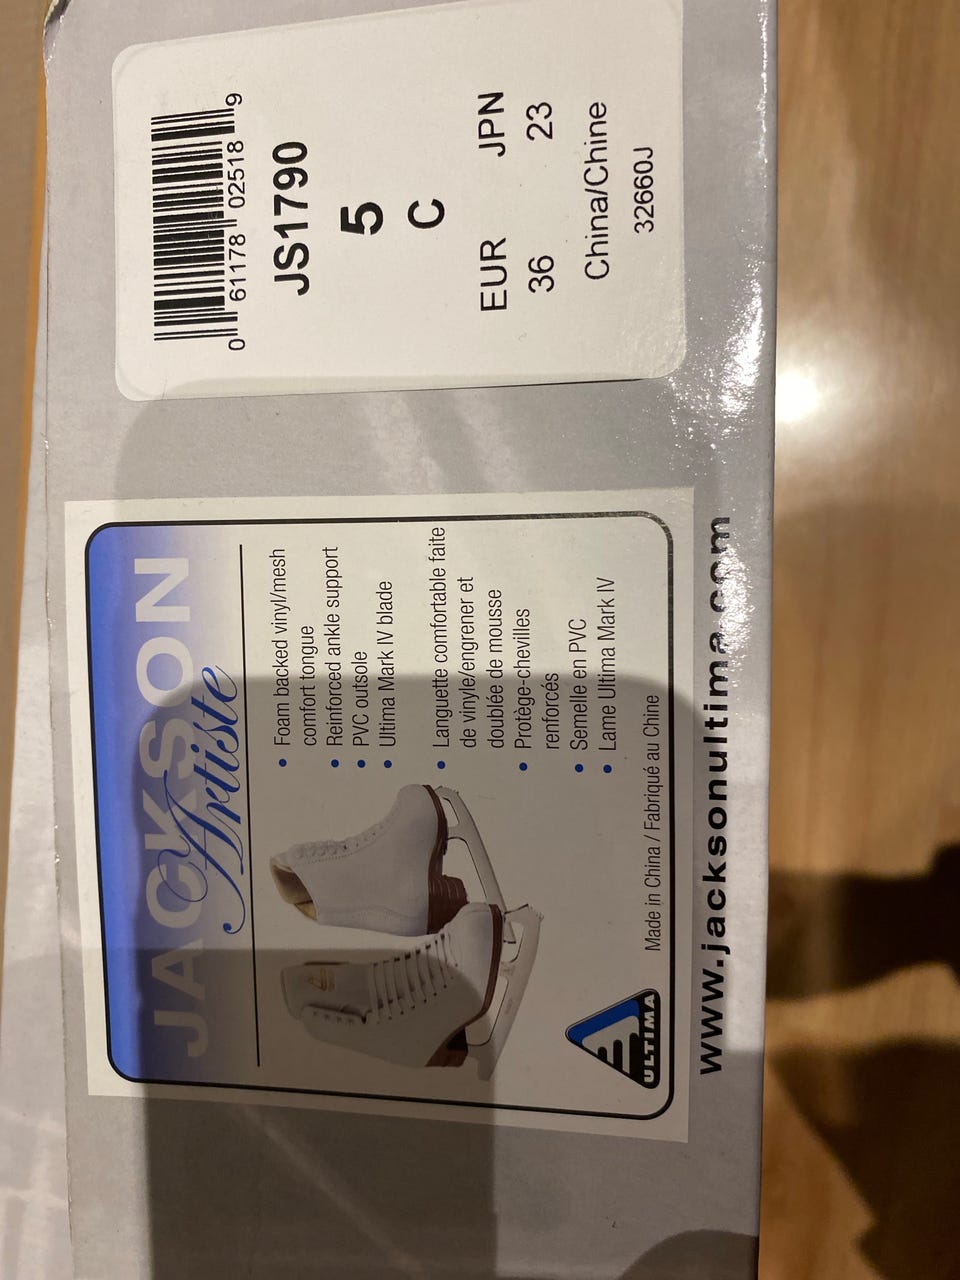 JACKSON
Artiste
• Foam backed vinyl/mesh
comfort tongue
• Reinforced ankle support
• PVC outsole
• Ultima Mark IV blade
• Languette comfortable faite
de vinyle/engrener et
doublée de mousse
• Protège-chevilles
renforcés
• Semelle en PVC
• Lame Ultima Mark IV
Made in China / Fabriqué au Chine
ULTIMA
www.jacksonultima.com
0 61178 02518 9
JS1790
5
C
EUR JPN
36 23
China/Chine
32660J